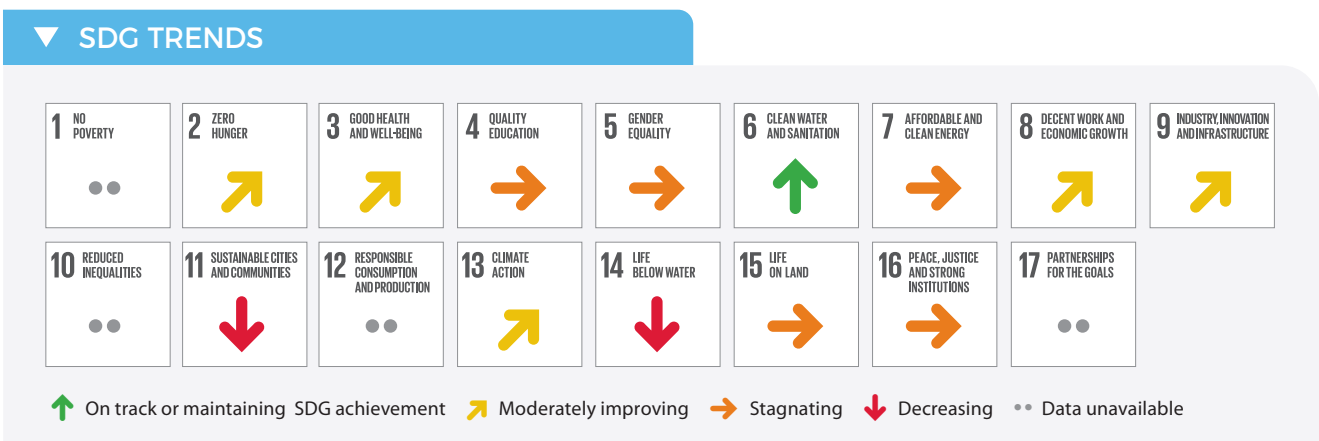 SDG TRENDS
1 NO
POVERTY
2 ZERO
HUNGER
3 GOOD HEALTH
AND WELL-BEING
4 QUALITY
EDUCATION
5 GENDER
EQUALITY
6 CLEAN WATER
AND SANITATION
7 AFFORDABLE AND
CLEAN ENERGY
8 DECENT WORK AND
ECONOMIC GROWTH
9 INDUSTRY, INNOVATION
AND INFRASTRUCTURE
10 REDUCED
INEQUALITIES
11 SUSTAINABLE CITIES
AND COMMUNITIES
12 RESPONSIBLE
CONSUMPTION
AND PRODUCTION
13 CLIMATE
ACTION
14 LIFE
BELOW WATER
15 LIFE
ON LAND
16 PEACE, JUSTICE
AND STRONG
INSTITUTIONS
17 PARTNERSHIPS
FOR THE GOALS
On track or maintaining SDG achievement
Moderately improving
Stagnating
Decreasing
Data unavailable